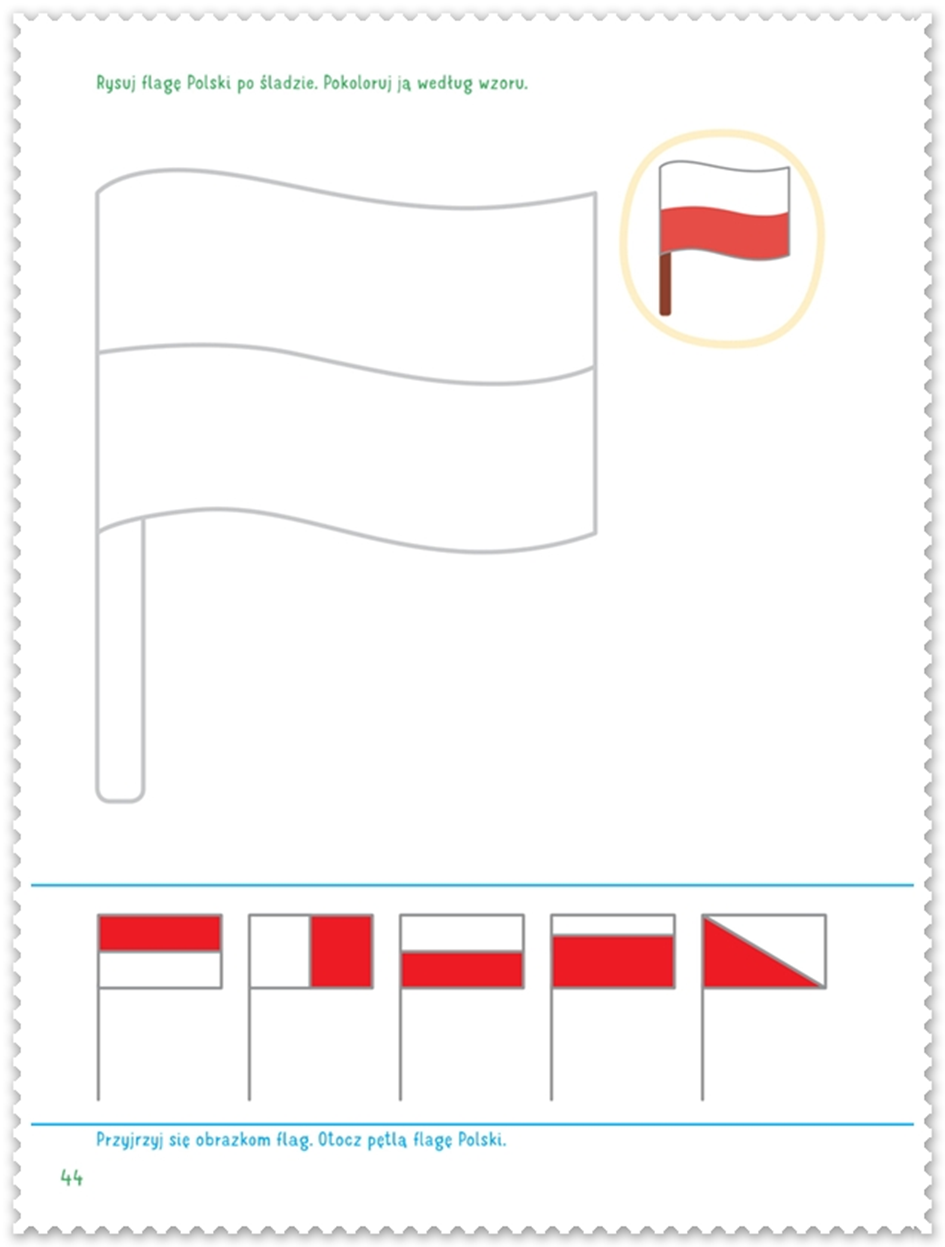 Rysuj flagę Polski po śladzie. Pokoloruj ją według wzoru.
Przyjrzyj się obrazkom flag. Otocz pętlą flagę Polski.
44